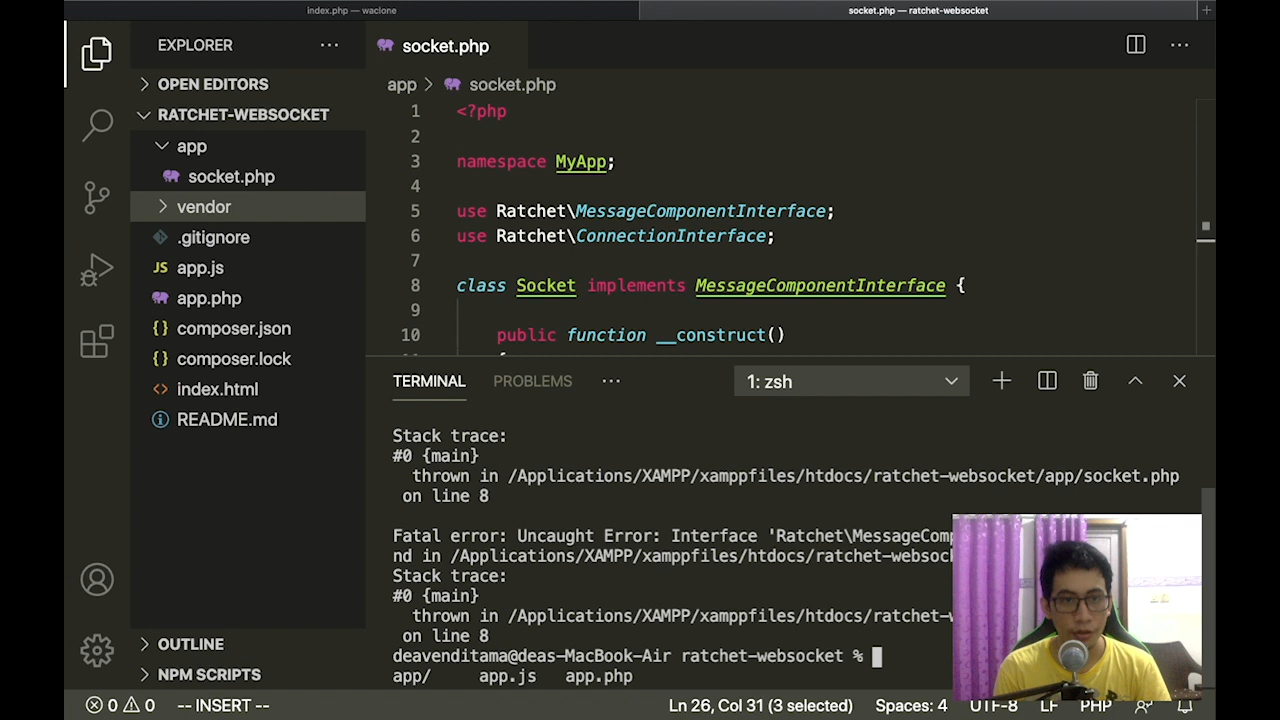 index.php — waclone
socket.php — ratchet-websocket
EXPLORER
socket.php
OPEN EDITORS
RATCHET-WEBSOCKET
app
socket.php
vendor
.gitignore
JS app.js
app.php
{} composer.json
{} composer.lock
<> index.html
README.md
OUTLINE
NPM SCRIPTS
app > socket.php
1 <?php
2
3 namespace MyApp;
4
5 use Ratchet\MessageComponentInterface;
6 use Ratchet\ConnectionInterface;
7
8 class Socket implements MessageComponentInterface {
9
10 public function __construct()
{
TERMINAL PROBLEMS ··· 1: zsh
Stack trace:
#0 {main}
thrown in /Applications/XAMPP/xamppfiles/htdocs/ratchet-websocket/app/socket.php
on line 8
Fatal error: Uncaught Error: Interface 'Ratchet\MessageComp
nd in /Applications/XAMPP/xamppfiles/htdocs/ratchet-websock
Stack trace:
#0 {main}
thrown in /Applications/XAMPP/xamppfiles/htdocs/ratchet-w
on line 8
deavenditama@deas-MacBook-Air ratchet-websocket %
app/ app.js app.php
0 0 -- INSERT -- Ln 26, Col 31 (3 selected) Spaces: 4 UTF-8 LF PHP